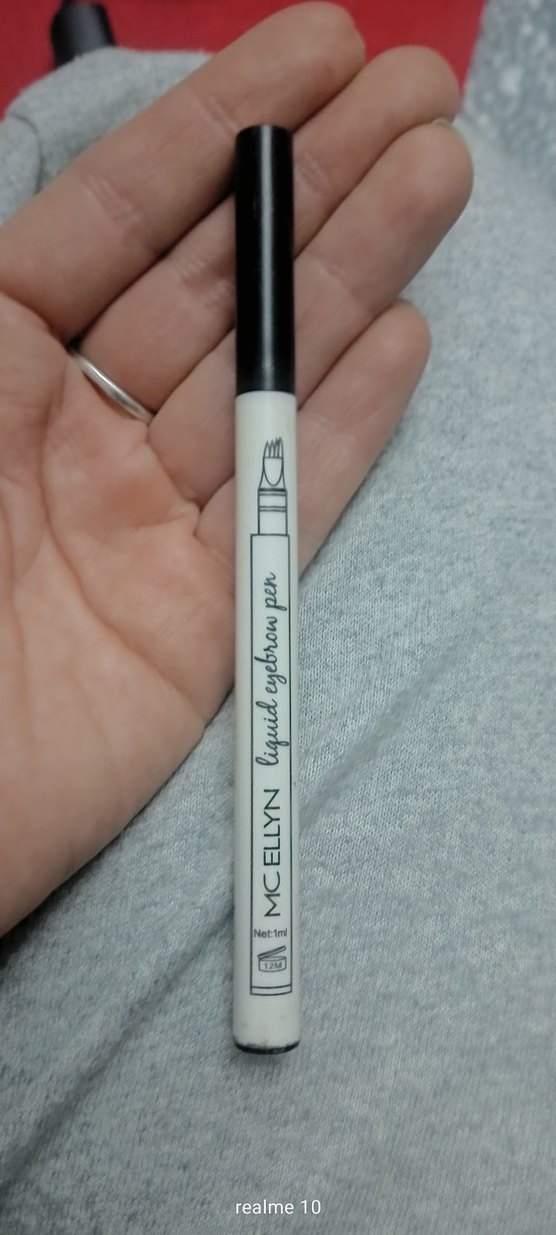 MC ELLYN liquid eyebrow pen
Net:1ml
12M
realme 10